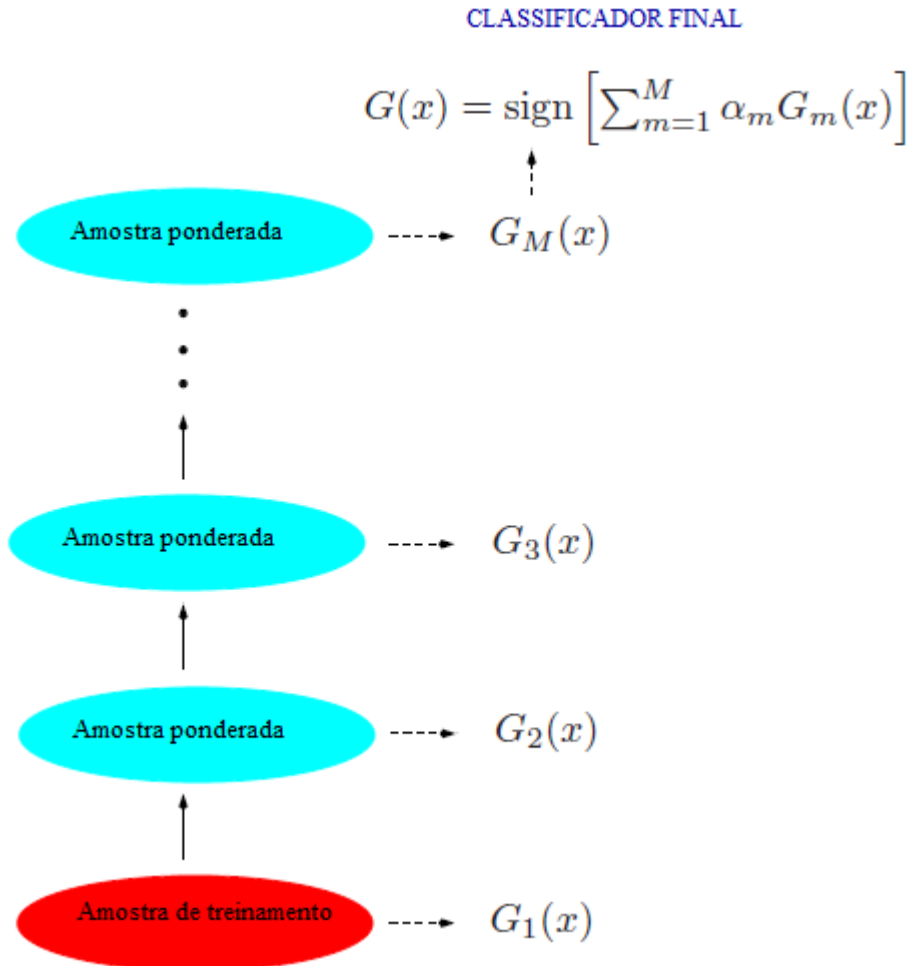 CLASSIFICADOR FINAL
G(x) = sign [∑_{m=1}^{M} α_m G_m(x)]
Amostra ponderada
G_M(x)
Amostra ponderada
G_3(x)
Amostra ponderada
G_2(x)
Amostra de treinamento
G_1(x)